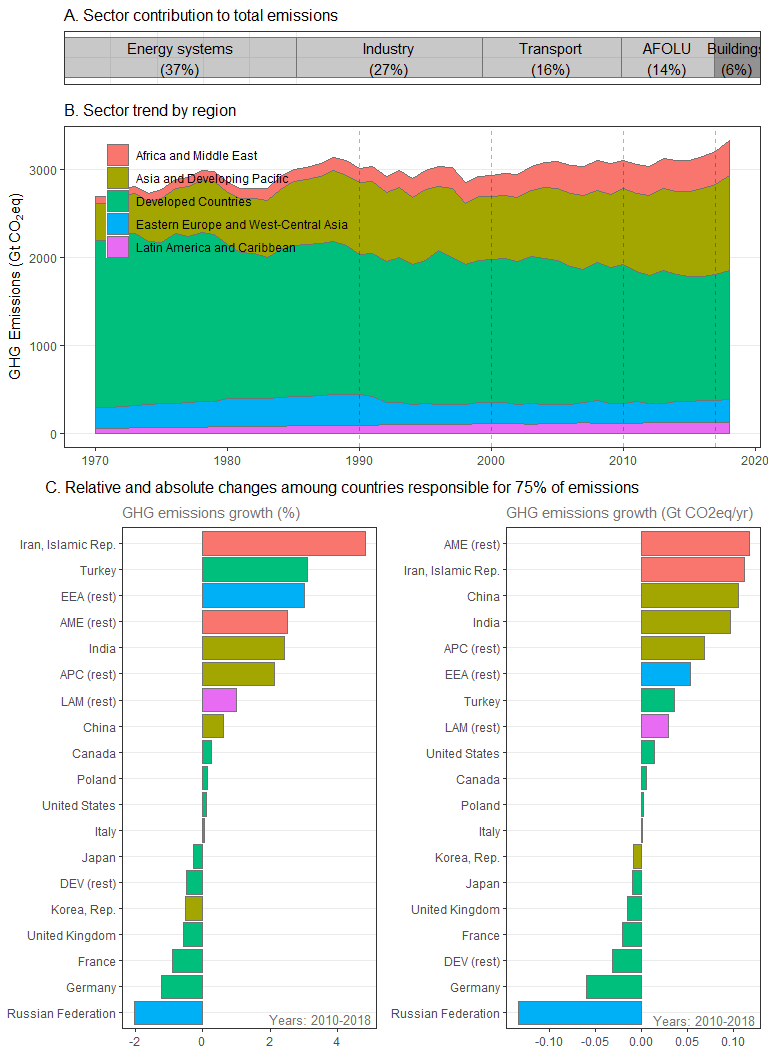 A. Sector contribution to total emissions
Energy systems
(37%)
Industry
(27%)
Transport
(16%)
AFOLU
(14%)
Buildings
(6%)
B. Sector trend by region
GHG Emissions (Gt CO2eq)
3000
2000
1000
0
Africa and Middle East
Asia and Developing Pacific
Developed Countries
Eastern Europe and West-Central Asia
Latin America and Caribbean
1970
1980
1990
2000
2010
2020
C. Relative and absolute changes amoung countries responsible for 75% of emissions
GHG emissions growth (%)
Iran, Islamic Rep.
Turkey
EEA (rest)
AME (rest)
India
APC (rest)
LAM (rest)
China
Canada
Poland
United States
Italy
Japan
DEV (rest)
Korea, Rep.
United Kingdom
France
Germany
Russian Federation
Years: 2010-2018
-2
0
2
4
GHG emissions growth (Gt CO2eq/yr)
AME (rest)
Iran, Islamic Rep.
China
India
APC (rest)
EEA (rest)
Turkey
LAM (rest)
United States
Canada
Poland
Italy
Korea, Rep.
Japan
United Kingdom
France
DEV (rest)
Germany
Russian Federation
Years: 2010-2018
-0.10
-0.05
0.00
0.05
0.10